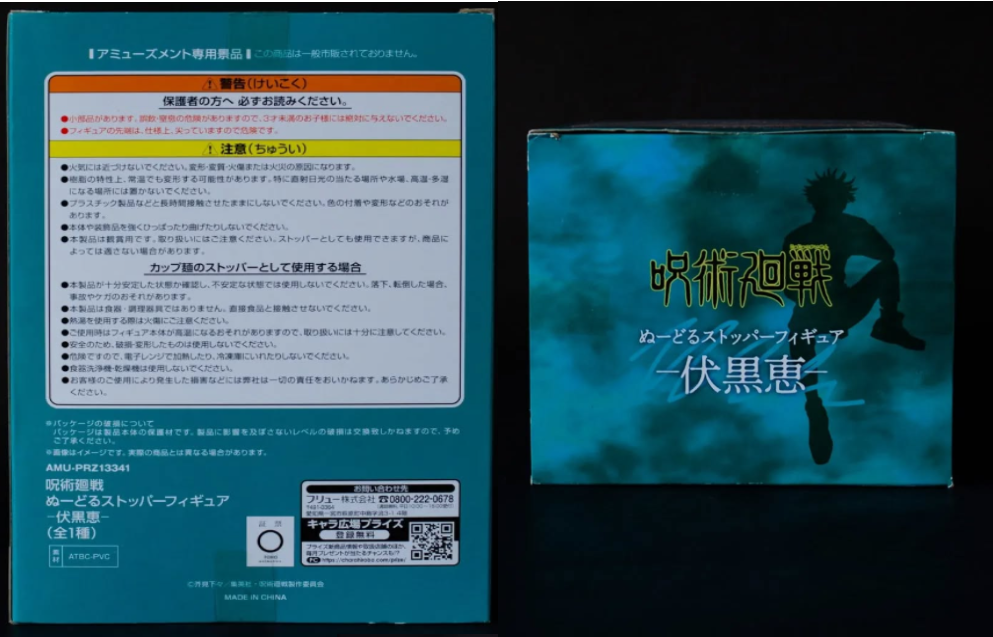 アミューズメント専用景品 この商品は一般市販されておりません。
⚠警告(けいこく)
保護者の方へ 必ずお読みください。
●小部品があります。誤飲・窒息の危険がありますので、3才未満のお子様には絶対に与えないでください。
●フィギュアの先端は、仕様上、尖っていますので危険です。
⚠注意(ちゅうい)
●火気には近づけないでください。変形・変質・火傷または火災の原因になります。
●樹脂の特性上、常温でも変形する可能性があります。特に直射日光の当たる場所や水場、高温・多湿
になる場所には置かないでください。
●プラスチック製品などと長時間接触させたままにしないでください。色の付着や変形などのおそれが
あります。
●本体や装飾品を強くひっぱったり曲げたりしないでください。
●本製品は観賞用です。取り扱いにはご注意ください。ストッパーとしても使用できますが、商品に
よっては適さない場合があります。
カップ麺のストッパーとして使用する場合
●本製品が十分安定した状態か確認し、不安定な状態では使用しないでください。落下、転倒した場合、
事故やケガのおそれがあります。
●本製品は食器・調理器具ではありません。直接食品と接触させないでください。
●熱湯を使用する際は火傷にご注意ください。
●ご使用時はフィギュア本体が高温になるおそれがありますので、取り扱いには十分に注意してください。
●安全のため、破損・変形したものは使用しないでください。
●危険ですので、電子レンジで加熱したり、冷凍庫にいれたりしないでください。
●食器洗浄機・乾燥機は使用しないでください。
●お客様のご使用により発生した損害などには弊社は一切の責任をおいかねます。あらかじめご了承
ください。
※パッケージの破損について
パッケージは製品本体の保護材です。製品に影響を及ぼさないレベルの破損は交換致しかねますので、予め
ご了承ください。
※画像はイメージです。実際の商品とは異なる場合があります。
AMU-PRZ13341
呪術廻戦
ぬーどるストッパーフィギュア
−伏黒恵−
(全1種)
素材 ATBC-PVC
お問い合わせ先
フリュー株式会社 ☎0800-222-0678
キャラ広場プライズ
登録無料
プライズ新商品情報や取扱店舗のほか、
毎月プレゼントが当たるチャンス!!
©芥見下々/集英社・呪術廻戦製作委員会
MADE IN CHINA
呪術廻戦
ぬーどるストッパーフィギュア
−伏黒恵−